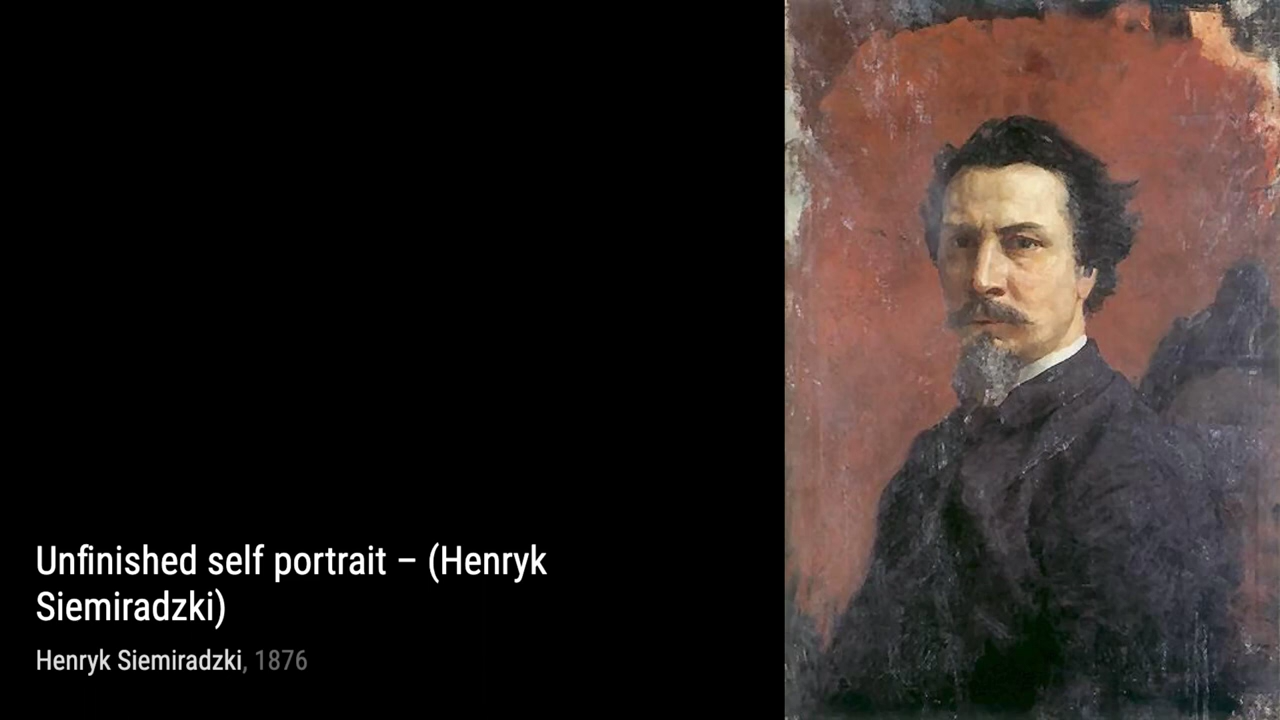 Unfinished self portrait – (Henryk
Siemiradzki)
Henryk Siemiradzki, 1876